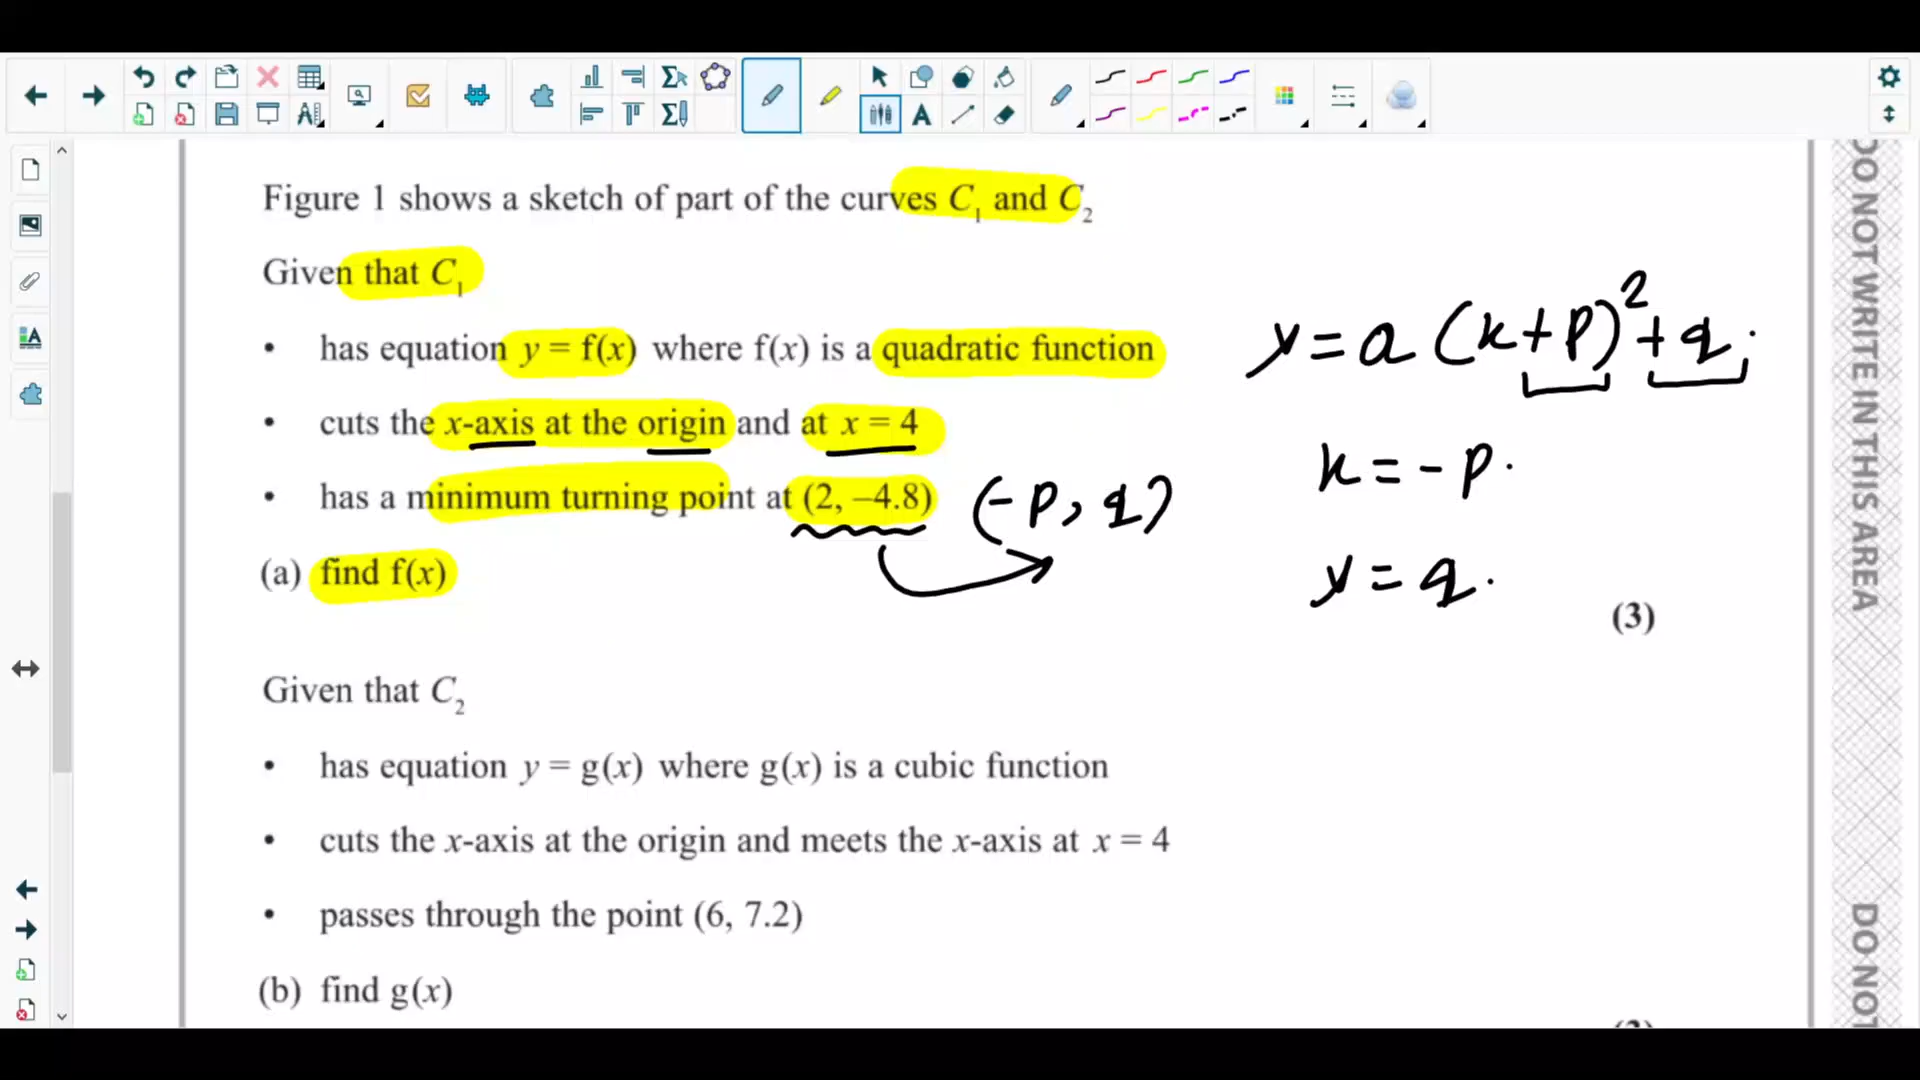 Figure 1 shows a sketch of part of the curves C₁ and C₂
Given that C₁
• has equation y = f(x) where f(x) is a quadratic function
y = a (x + p)² + q.
• cuts the x-axis at the origin and at x = 4
x = -p.
• has a minimum turning point at (2, –4.8) (-p, q)
(a) find f(x)
y = q.
(3)
Given that C₂
• has equation y = g(x) where g(x) is a cubic function
• cuts the x-axis at the origin and meets the x-axis at x = 4
• passes through the point (6, 7.2)
(b) find g(x)
DO NOT WRITE IN THIS AREA
DO NOT